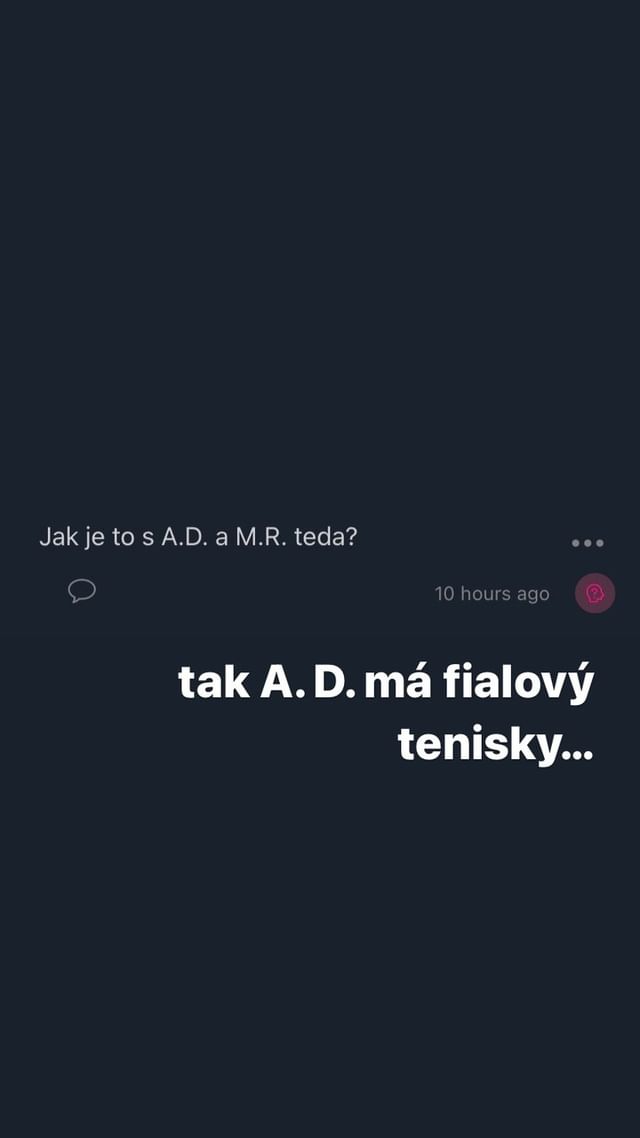 Jak je to s A.D. a M.R. teda?
10 hours ago
tak A. D. má fialový
tenisky...